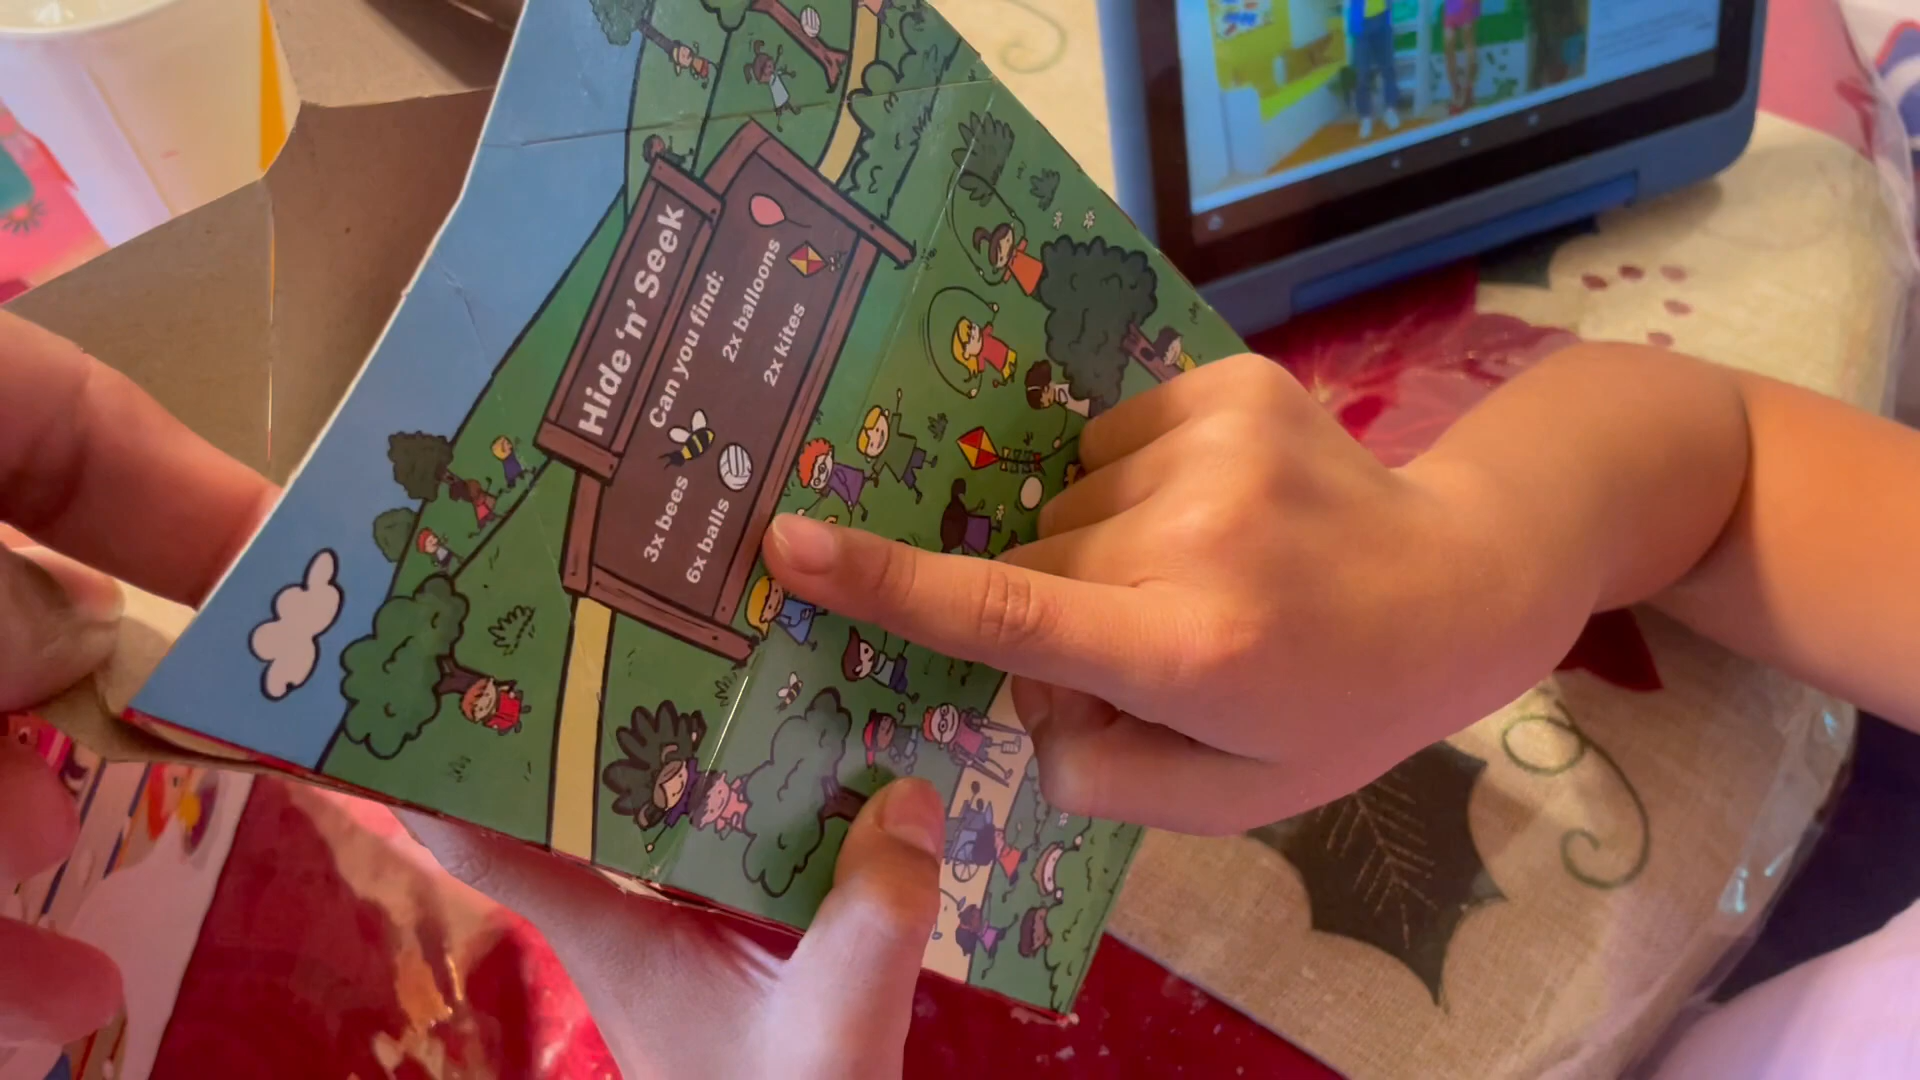 Hide 'n' Seek
Can you find:
3x bees
2x balloons
6x balls
2x kites